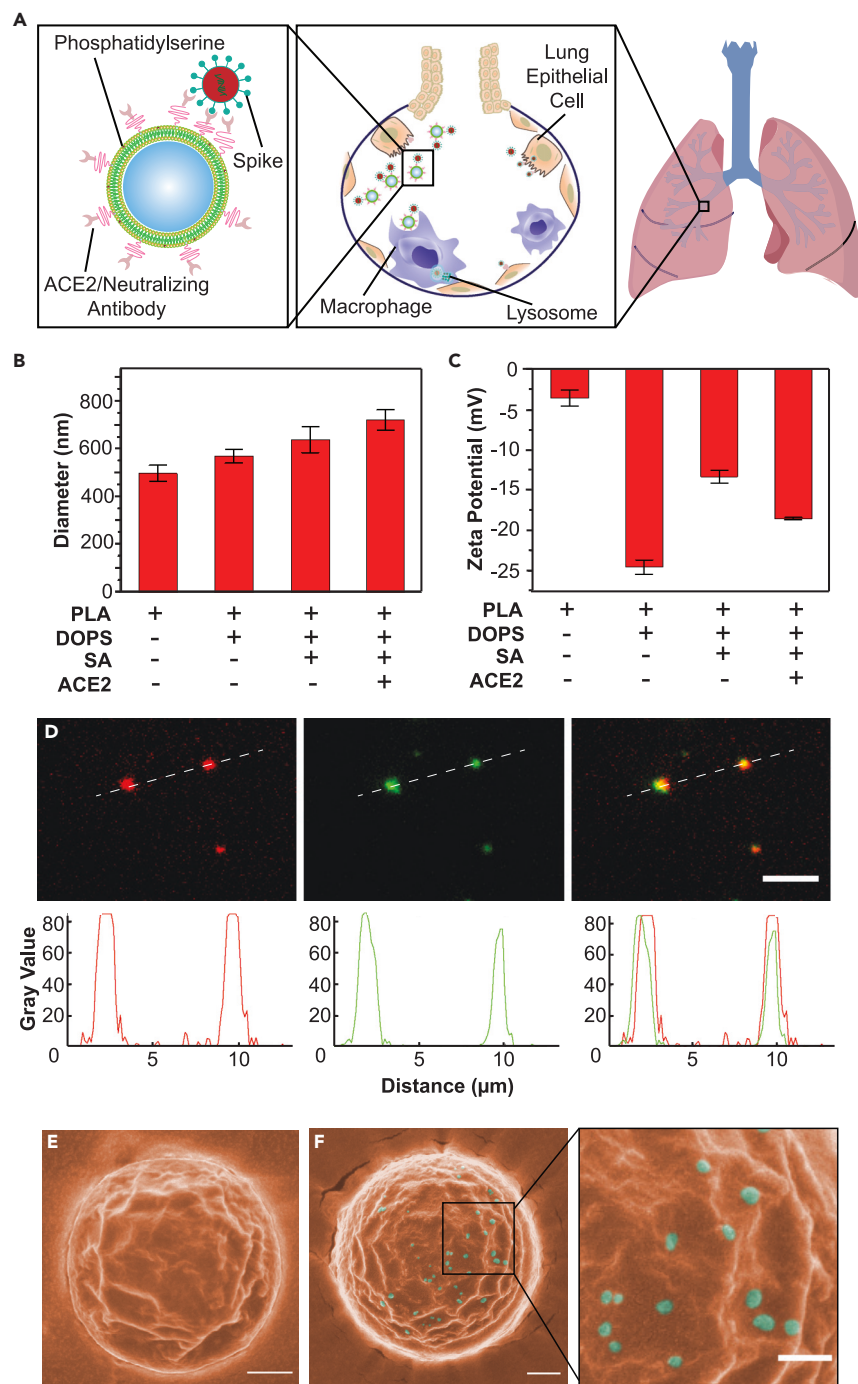 A
Phosphatidylserine
Spike
ACE2/Neutralizing
Antibody
Lung
Epithelial
Cell
Macrophage
Lysosome
B
Diameter (nm)
800
600
400
200
0
PLA + + + +
DOPS - + + +
SA - - + +
ACE2 - - - +
C
Zeta Potential (mV)
0
-5
-10
-15
-20
-25
PLA + + + +
DOPS - + + +
SA - - + +
ACE2 - - - +
D
Gray Value
80
60
40
20
0
5
10
80
60
40
20
0
5
10
80
60
40
20
0
5
10
Distance (µm)
E
F